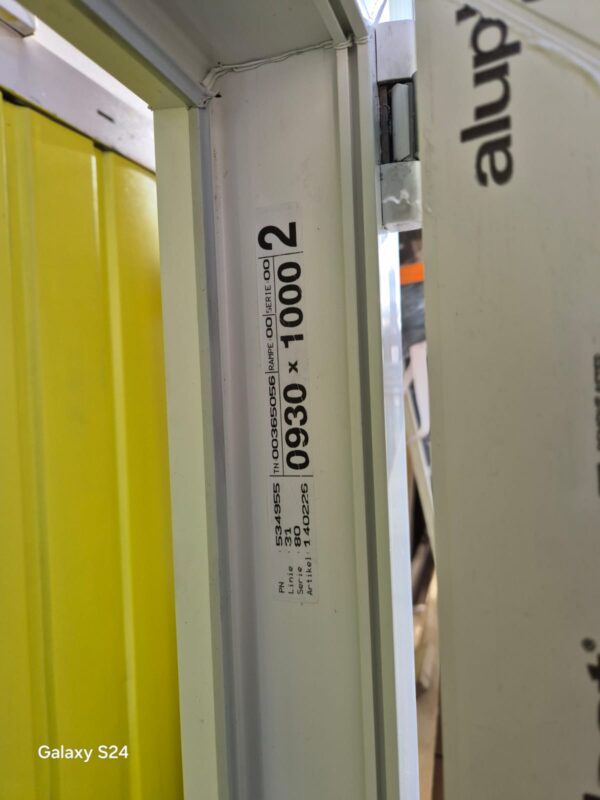 alup
TN 00365056 RAMPE 00 SERIE 00 2
0930 x 1000
PN : 534955
Linie : 31
Serie : 80
Artikel : 140226
Galaxy S24